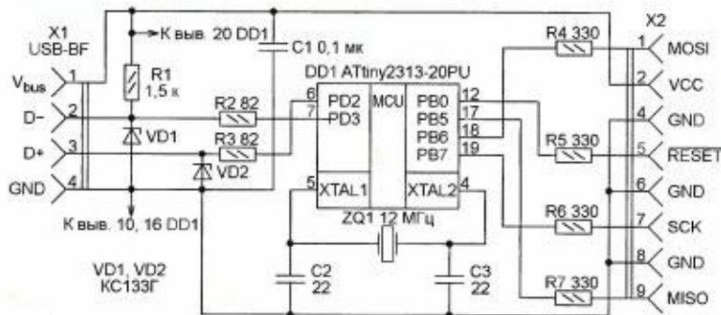 X1
USB-BF
Vbus 1
D− 2
D+ 3
GND 4
К выв. 20 DD1
R1
1,5 к
C1 0,1 мк
R2 82
R3 82
VD1
VD2
К выв. 10, 16 DD1
VD1, VD2
КС133Г
DD1 ATtiny2313-20PU
6 PD2
7 PD3
MCU
PB0 12
PB5 17
PB6 18
PB7 19
5 XTAL1
XTAL2 4
ZQ1 12 МГц
C2
22
C3
22
R4 330
R5 330
R6 330
R7 330
X2
1 MOSI
2 VCC
4 GND
5 RESET
6 GND
7 SCK
8 GND
9 MISO